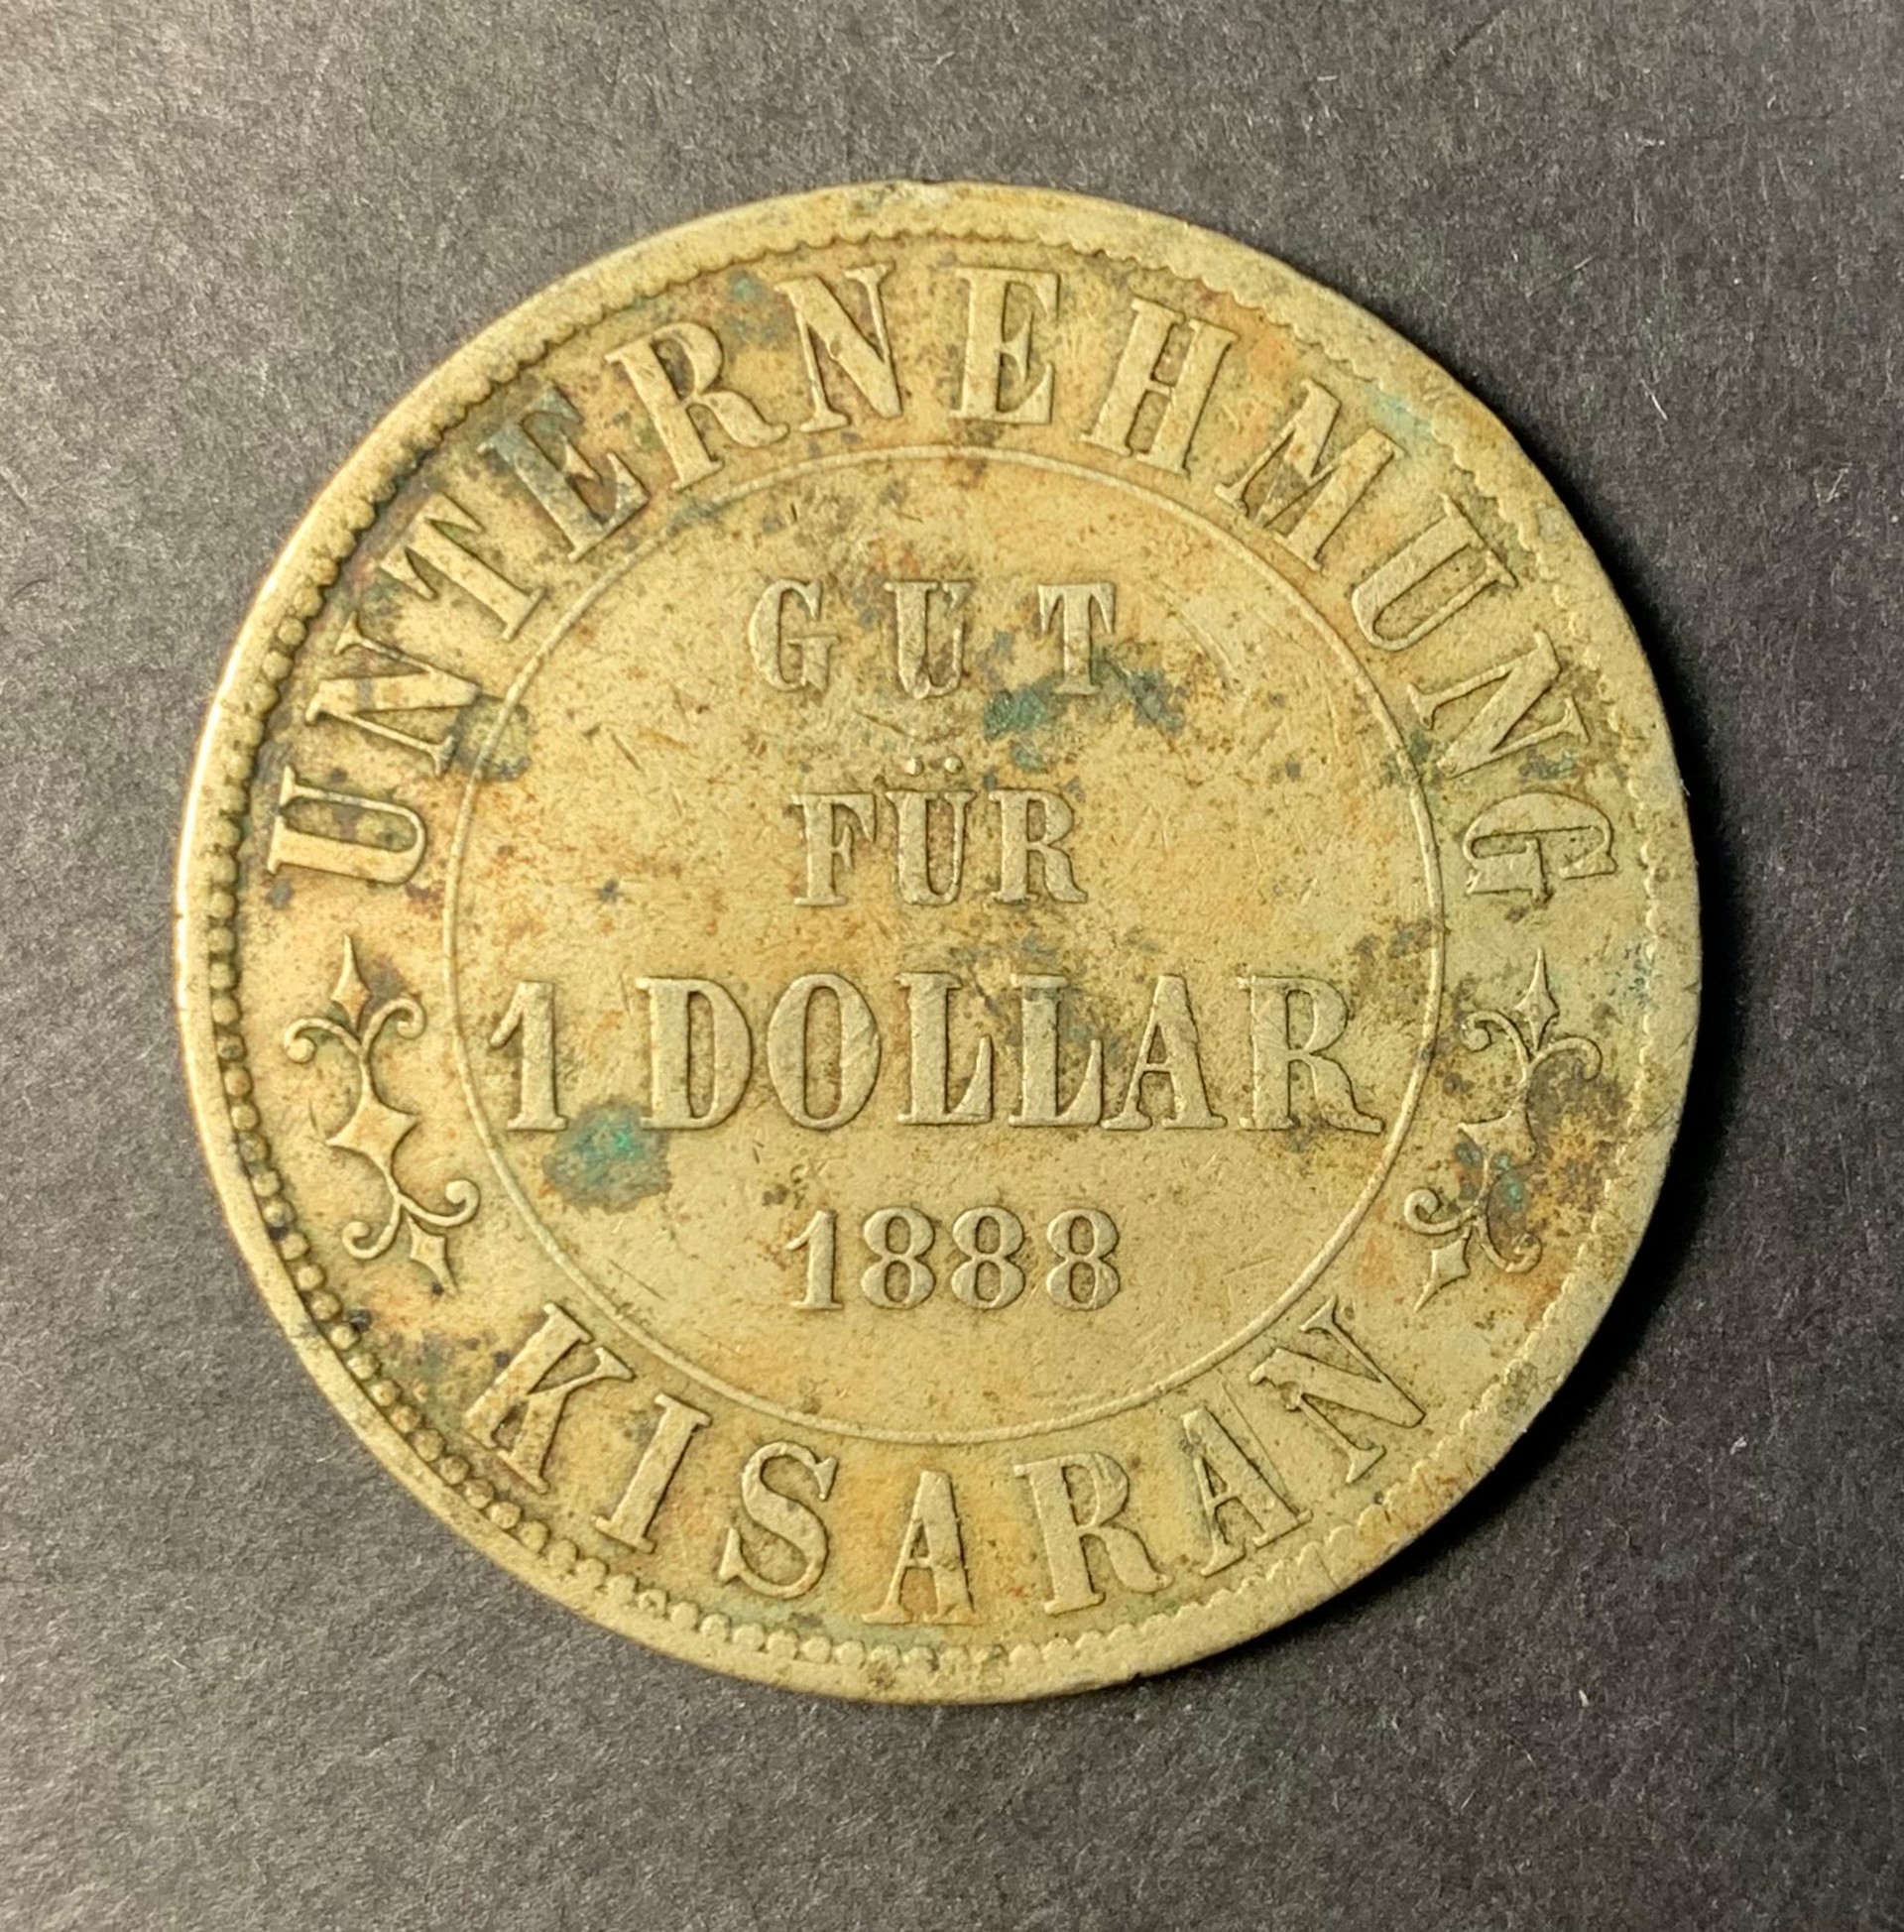 UNTERNEHMUNG
GUT
FÜR
1 DOLLAR
1888
KISARAN